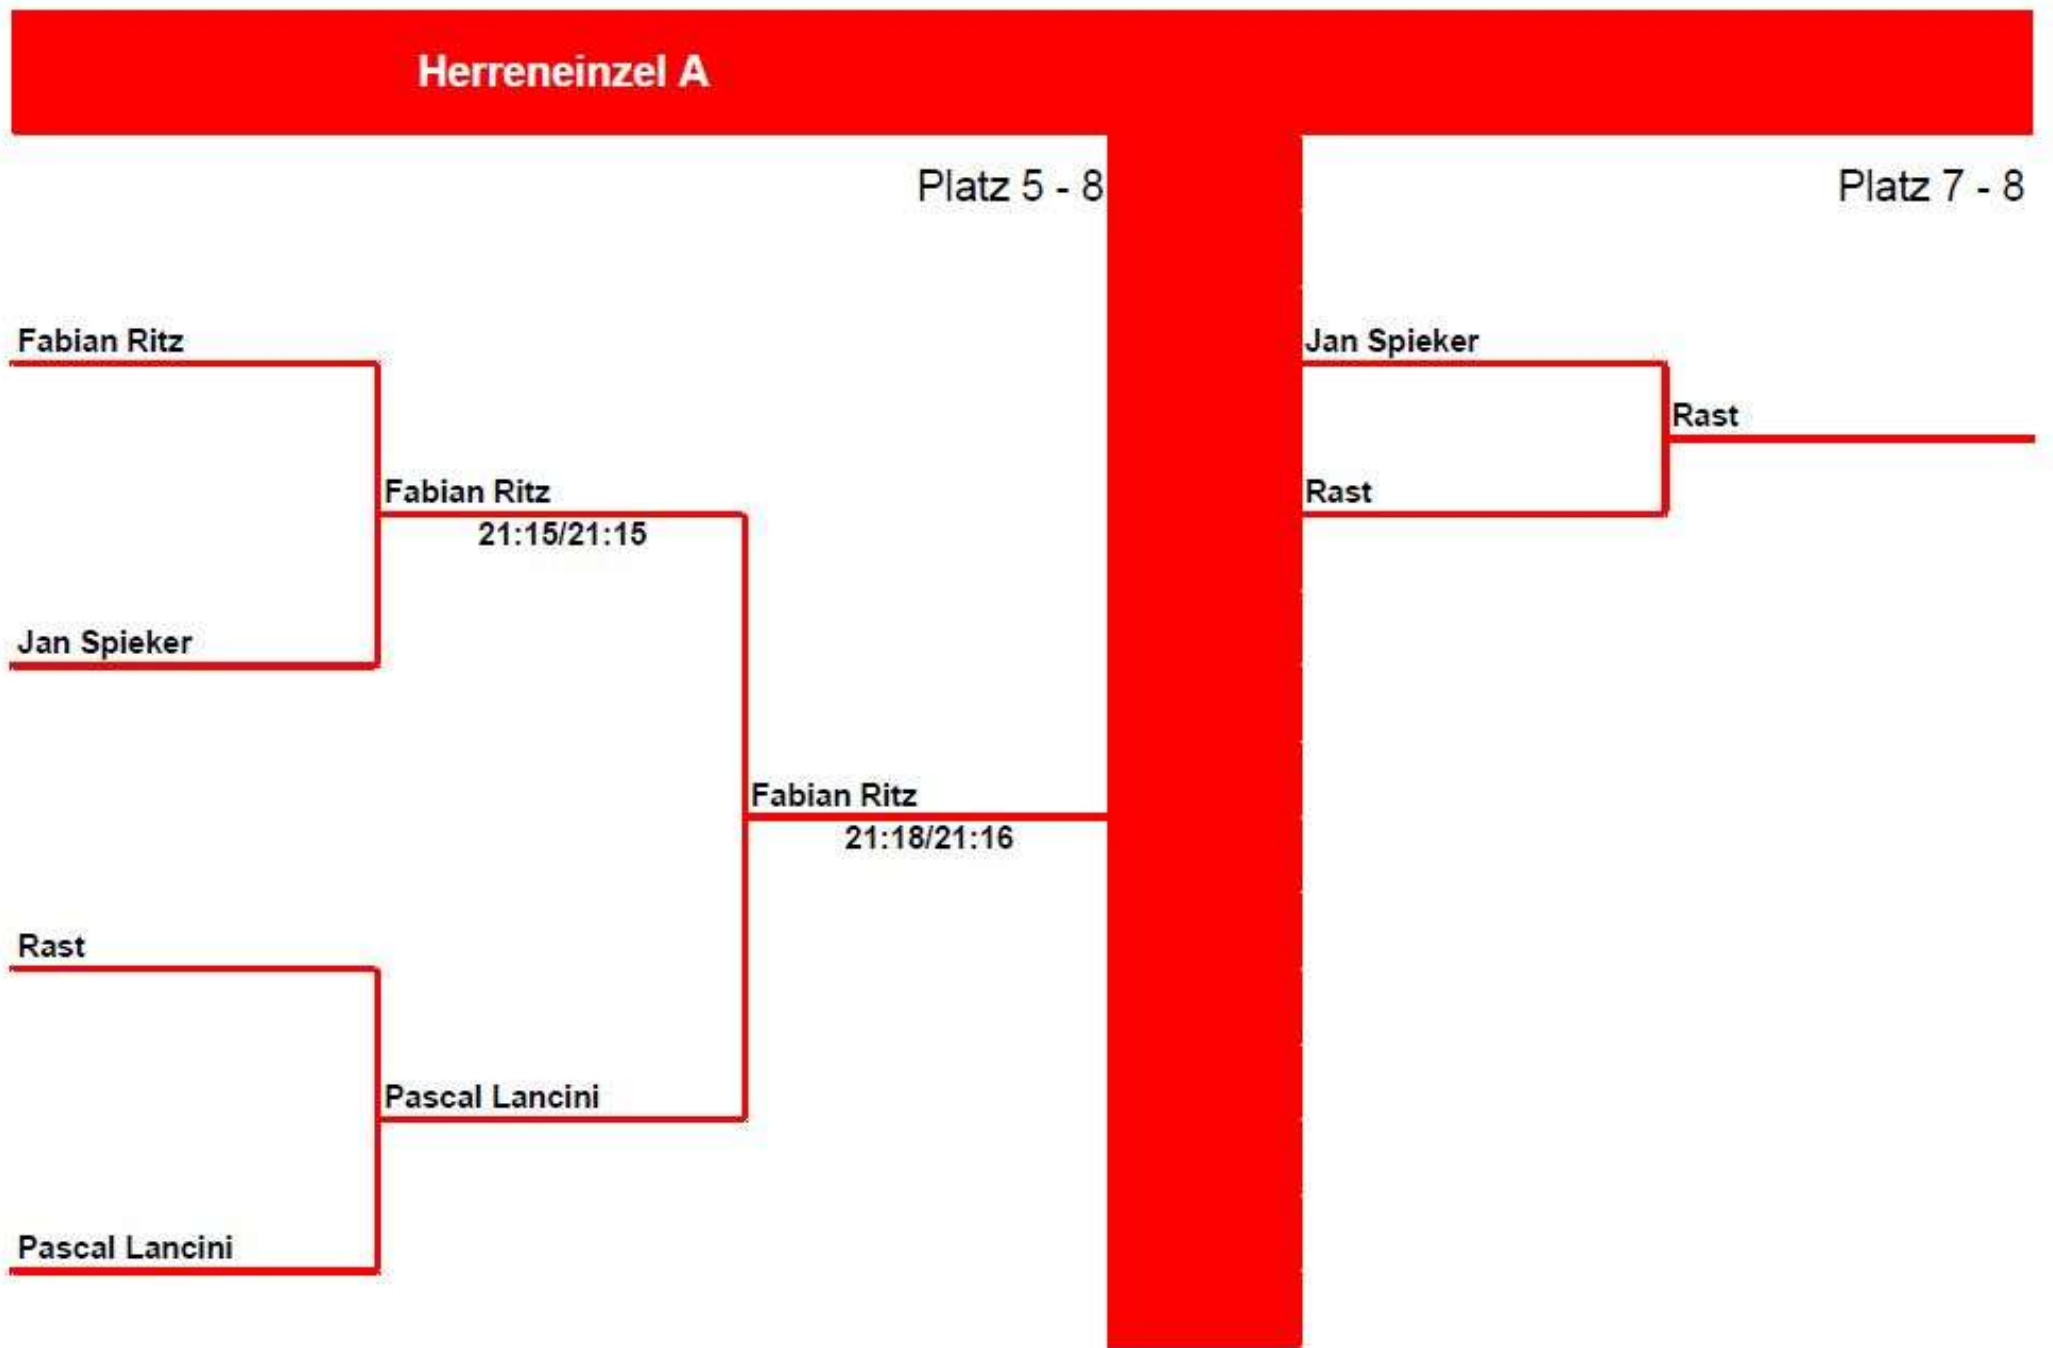 Herreneinzel A
Platz 5 - 8
Platz 7 - 8
Fabian Ritz
Jan Spieker
Rast
Fabian Ritz
Rast
21:15/21:15
Jan Spieker
Fabian Ritz
21:18/21:16
Rast
Pascal Lancini
Pascal Lancini